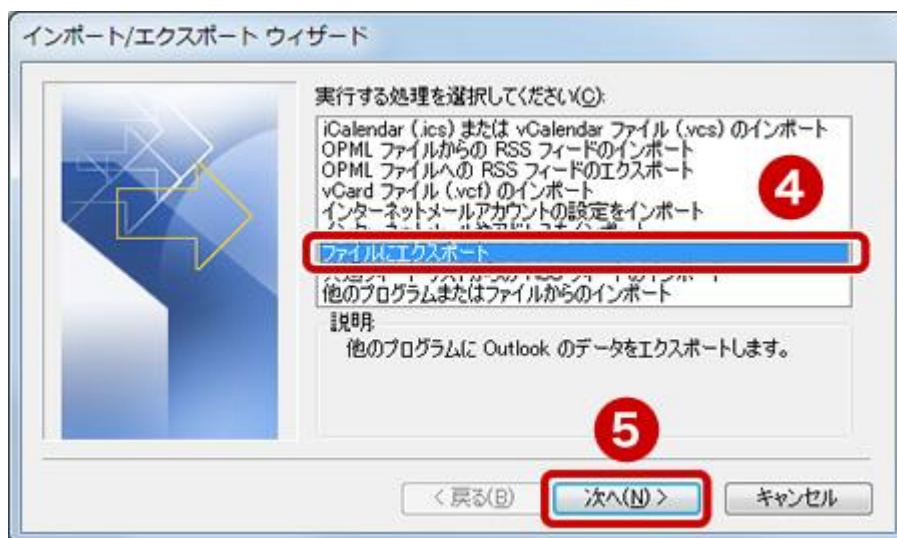 インポート/エクスポート ウィザード
実行する処理を選択してください(C):
iCalendar (.ics) または vCalendar ファイル (.vcs) のインポート
OPML ファイルからの RSS フィードのインポート
OPML ファイルへの RSS フィードのエクスポート
vCard ファイル (.vcf) のインポート
4
インターネットメールアカウントの設定をインポート
ファイルにエクスポート
他のプログラムまたはファイルからのインポート
説明:
他のプログラムに Outlook のデータをエクスポートします。
5
< 戻る(B)
次へ(N) >
キャンセル